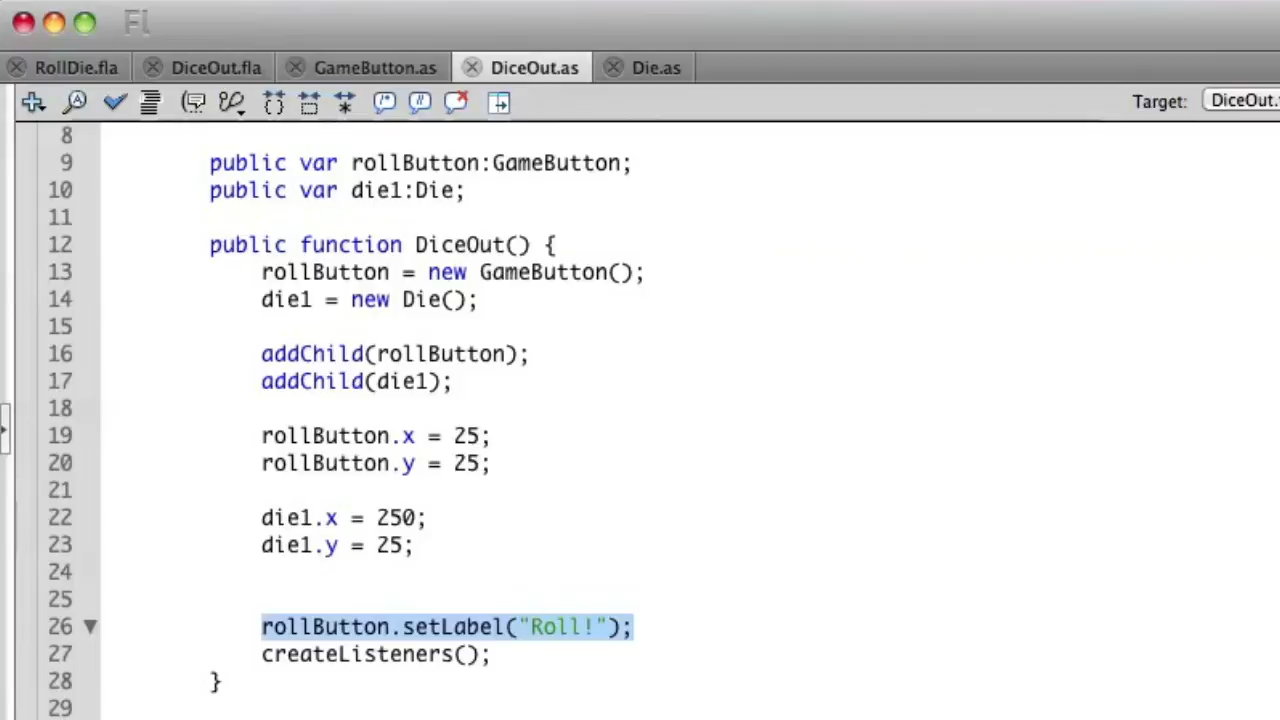 Fl
RollDie.fla DiceOut.fla GameButton.as DiceOut.as Die.as
Target: DiceOut.
8
9 public var rollButton:GameButton;
10 public var die1:Die;
11
12 public function DiceOut() {
13 rollButton = new GameButton();
14 die1 = new Die();
15
16 addChild(rollButton);
17 addChild(die1);
18
19 rollButton.x = 25;
20 rollButton.y = 25;
21
22 die1.x = 250;
23 die1.y = 25;
24
25
26 rollButton.setLabel("Roll!");
27 createListeners();
28 }
29